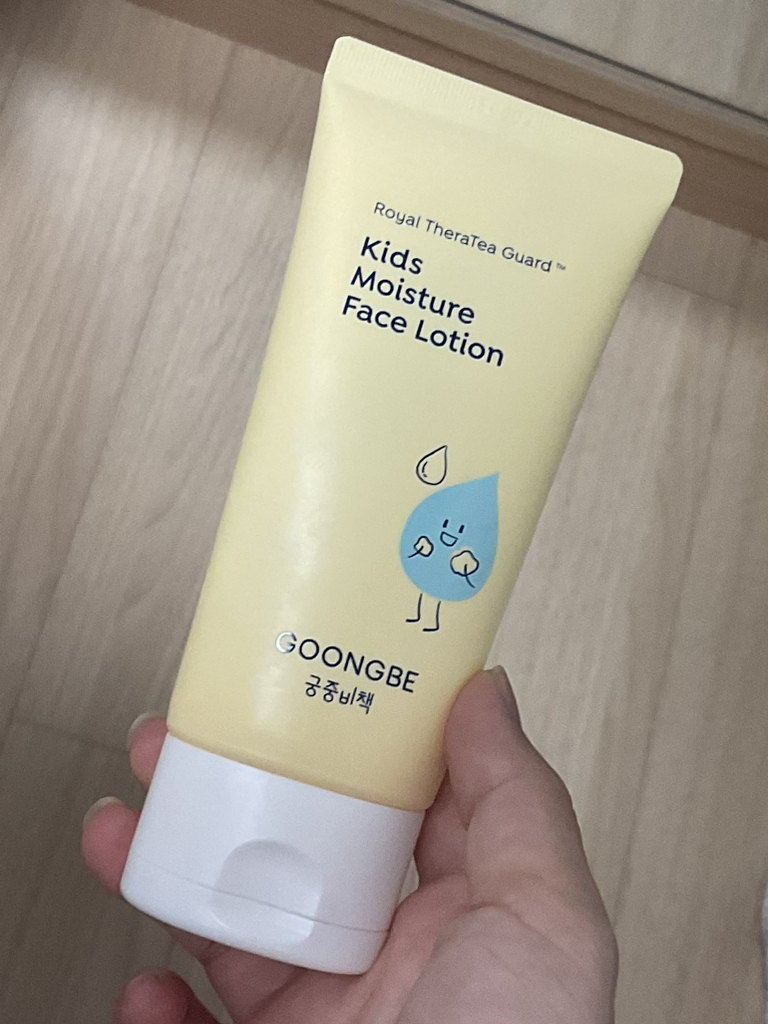 Royal TheraTea Guard™
Kids
Moisture
Face Lotion
GOONGBE
궁중비책